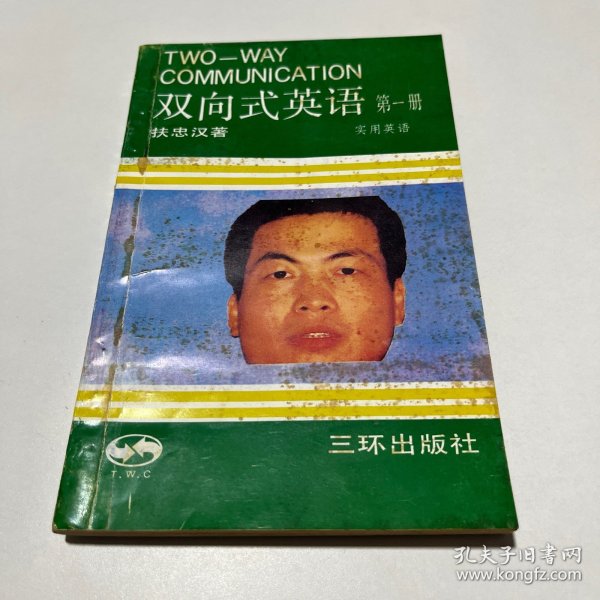 TWO—WAY
COMMUNICATION
双向式英语 第一册
扶忠汉著
实用英语
三环出版社
T.W.C
孔夫子旧书网
www.kongfz.com